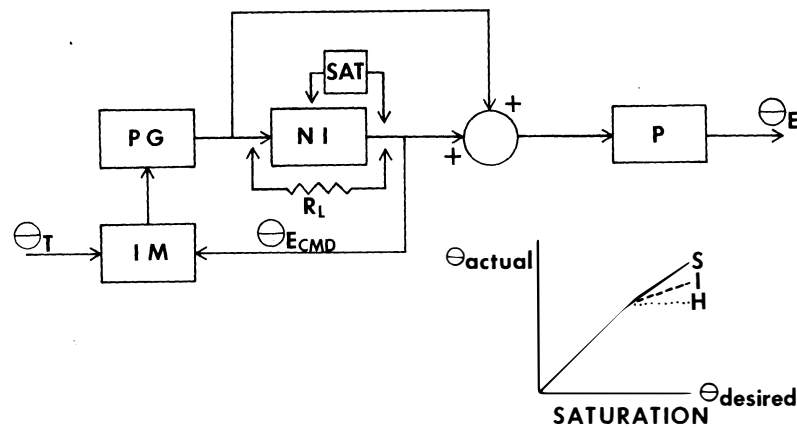 SAT
PG
NI
P
ΘE
RL
ΘT
IM
ΘECMD
+
+
Θactual
S
I
H
Θdesired
SATURATION